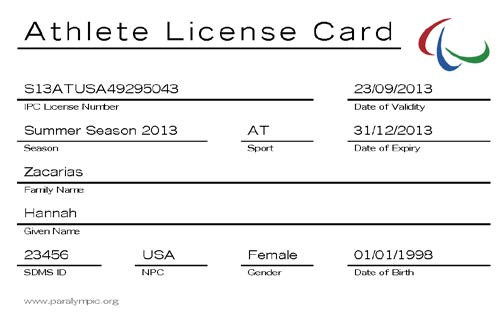 Athlete License Card
S13ATUSA49295043 23/09/2013
IPC License Number Date of Validity
Summer Season 2013 AT 31/12/2013
Season Sport Date of Expiry
Zacarias
Family Name
Hannah
Given Name
23456 USA Female 01/01/1998
SDMS ID NPC Gender Date of Birth
www.paralympic.org